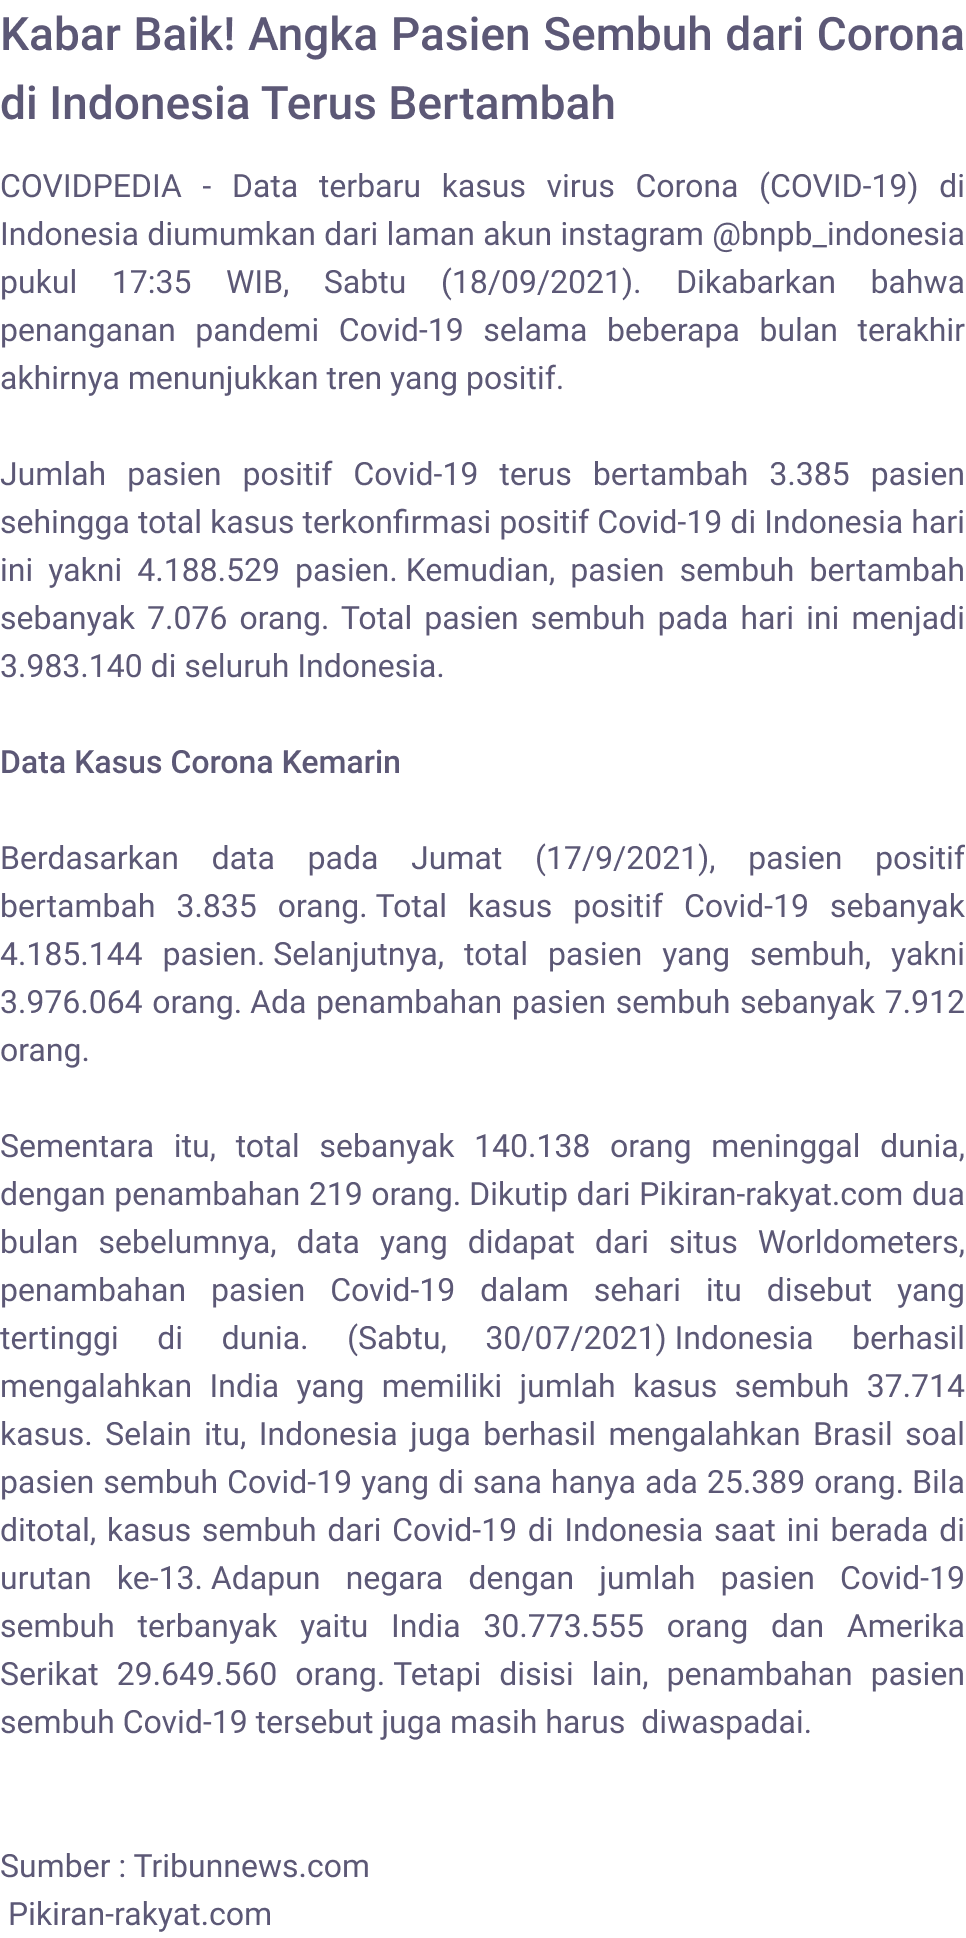 Kabar Baik! Angka Pasien Sembuh dari Corona
di Indonesia Terus Bertambah
COVIDPEDIA - Data terbaru kasus virus Corona (COVID-19) di
Indonesia diumumkan dari laman akun instagram @bnpb_indonesia
pukul 17:35 WIB, Sabtu (18/09/2021). Dikabarkan bahwa
penanganan pandemi Covid-19 selama beberapa bulan terakhir
akhirnya menunjukkan tren yang positif.
Jumlah pasien positif Covid-19 terus bertambah 3.385 pasien
sehingga total kasus terkonfirmasi positif Covid-19 di Indonesia hari
ini yakni 4.188.529 pasien. Kemudian, pasien sembuh bertambah
sebanyak 7.076 orang. Total pasien sembuh pada hari ini menjadi
3.983.140 di seluruh Indonesia.
Data Kasus Corona Kemarin
Berdasarkan data pada Jumat (17/9/2021), pasien positif
bertambah 3.835 orang. Total kasus positif Covid-19 sebanyak
4.185.144 pasien. Selanjutnya, total pasien yang sembuh, yakni
3.976.064 orang. Ada penambahan pasien sembuh sebanyak 7.912
orang.
Sementara itu, total sebanyak 140.138 orang meninggal dunia,
dengan penambahan 219 orang. Dikutip dari Pikiran-rakyat.com dua
bulan sebelumnya, data yang didapat dari situs Worldometers,
penambahan pasien Covid-19 dalam sehari itu disebut yang
tertinggi di dunia. (Sabtu, 30/07/2021) Indonesia berhasil
mengalahkan India yang memiliki jumlah kasus sembuh 37.714
kasus. Selain itu, Indonesia juga berhasil mengalahkan Brasil soal
pasien sembuh Covid-19 yang di sana hanya ada 25.389 orang. Bila
ditotal, kasus sembuh dari Covid-19 di Indonesia saat ini berada di
urutan ke-13. Adapun negara dengan jumlah pasien Covid-19
sembuh terbanyak yaitu India 30.773.555 orang dan Amerika
Serikat 29.649.560 orang. Tetapi disisi lain, penambahan pasien
sembuh Covid-19 tersebut juga masih harus  diwaspadai.
Sumber : Tribunnews.com
Pikiran-rakyat.com